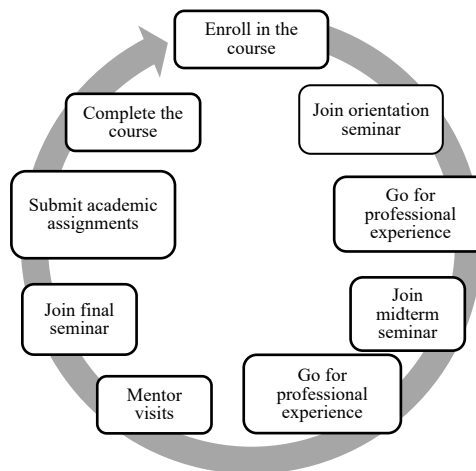 Enroll in the
course
Join orientation
seminar
Go for
professional
experience
Join
midterm
seminar
Go for
professional
experience
Mentor
visits
Join final
seminar
Submit academic
assignments
Complete the
course